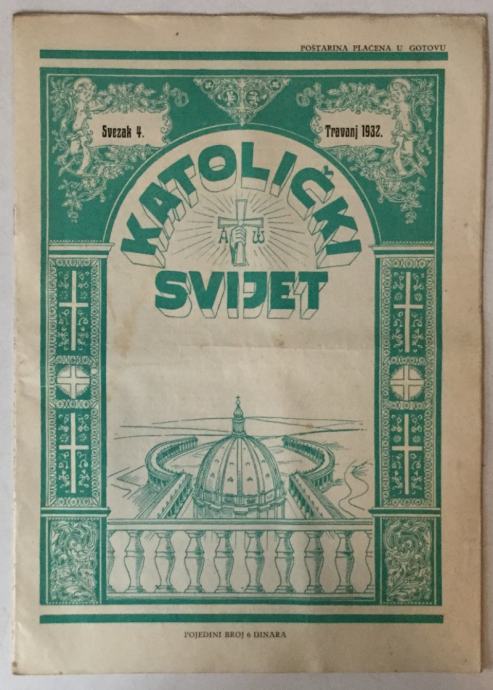 POŠTARINA PLAĆENA U GOTOVU
Svezak 4.
Travanj 1932.
KATOLIČKI
A Ω
SVIJET
POJEDINI BROJ 6 DINARA